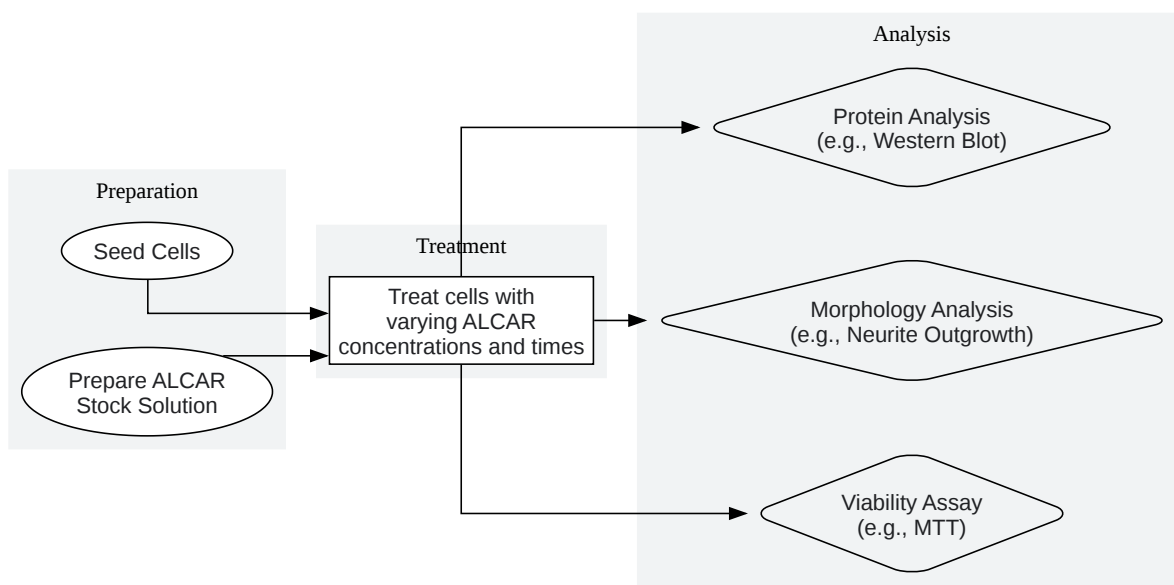 Preparation
Seed Cells
Prepare ALCAR
Stock Solution
Treatment
Treat cells with
varying ALCAR
concentrations and times
Analysis
Protein Analysis
(e.g., Western Blot)
Morphology Analysis
(e.g., Neurite Outgrowth)
Viability Assay
(e.g., MTT)